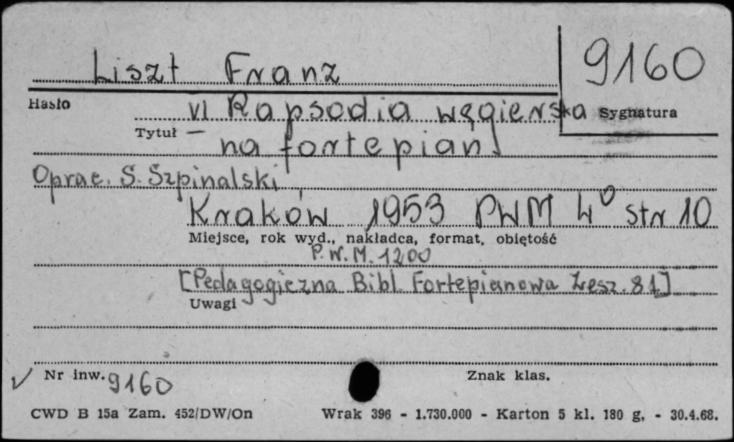 Liszt Franz
9160
Hasło
Sygnatura
VI Rapsodia węgierska
Tytuł
na fortepian
Oprac. S. Szpinalski
Kraków 1953 PWM 4° str 10
Miejsce, rok wyd., nakładca, format, objętość
P.W.M. 1200
[Pedagogiczna Bibl. Fortepianowa Zesz. 81]
Uwagi
Nr inw. 9160
Znak klas.
CWD B 15a Zam. 452/DW/On Wrak 396 - 1.730.000 - Karton 5 kl. 180 g. - 30.4.68.